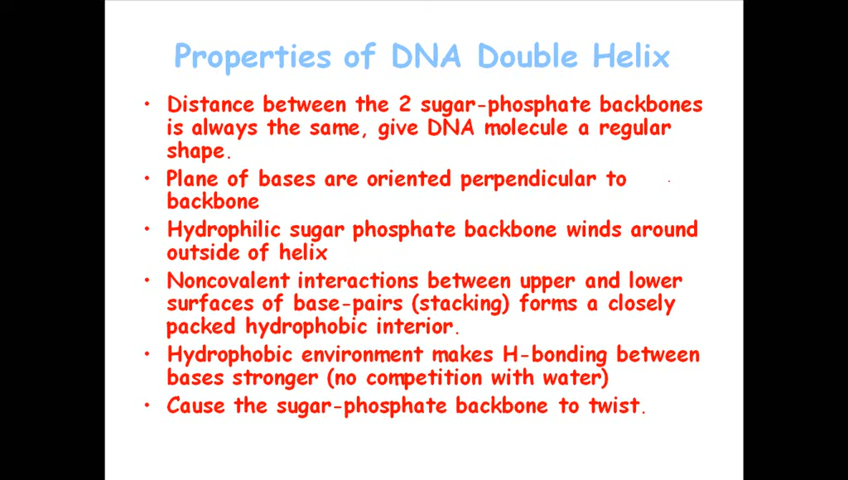 Properties of DNA Double Helix
• Distance between the 2 sugar-phosphate backbones
is always the same, give DNA molecule a regular
shape.
• Plane of bases are oriented perpendicular to
backbone
• Hydrophilic sugar phosphate backbone winds around
outside of helix
• Noncovalent interactions between upper and lower
surfaces of base-pairs (stacking) forms a closely
packed hydrophobic interior.
• Hydrophobic environment makes H-bonding between
bases stronger (no competition with water)
• Cause the sugar-phosphate backbone to twist.